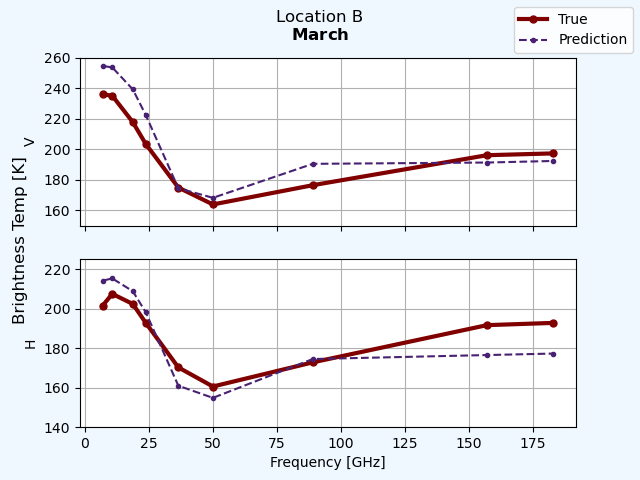 Location B
March
True
Prediction
260
240
220
200
180
160
V
220
200
180
160
140
H
Brightness Temp [K]
0 25 50 75 100 125 150 175
Frequency [GHz]